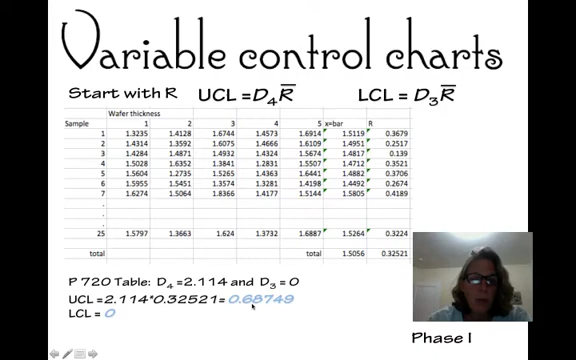 Variable control charts
Start with R UCL = D4R̅ LCL = D3R̅
Wafer thickness
Sample 1 2 3 4 5 x=bar R
1 1.3235 1.4128 1.6744 1.4573 1.6914 1.5119 0.3679
2 1.4314 1.3592 1.6075 1.4666 1.6109 1.4951 0.2517
3 1.4284 1.4871 1.4932 1.4324 1.5674 1.4817 0.139
4 1.5028 1.6352 1.3841 1.2831 1.5507 1.4712 0.3521
5 1.5604 1.2735 1.5265 1.4363 1.6441 1.4882 0.3706
6 1.5955 1.5451 1.3574 1.3281 1.4198 1.4492 0.2674
7 1.6274 1.5064 1.8366 1.4177 1.5144 1.5805 0.4189
.
.
.
25 1.5797 1.3663 1.624 1.3732 1.6887 1.5264 0.3224
total total 1.5056 0.32521
P 720 Table: D4 =2.114 and D3 = 0
UCL =2.114*0.32521= 0.68749
LCL = 0
Phase I